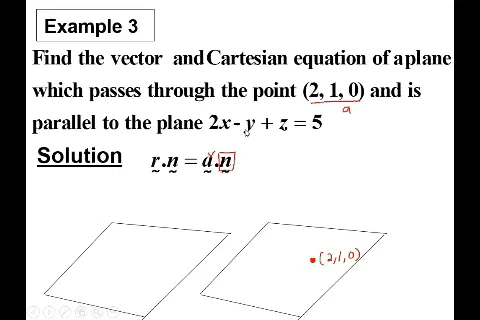 Example 3
Find the vector and Cartesian equation of a plane
which passes through the point (2, 1, 0) and is
a
parallel to the plane 2x - y + z = 5
Solution r.n = a.n
(2,1,0)